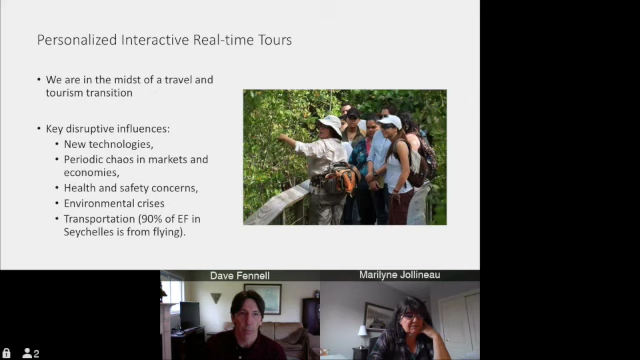 Personalized Interactive Real-time Tours
• We are in the midst of a travel and
tourism transition
• Key disruptive influences:
• New technologies,
• Periodic chaos in markets and
economies,
• Health and safety concerns,
• Environmental crises
• Transportation (90% of EF in
Seychelles is from flying).
Dave Fennell
Marilyne Jollineau
2